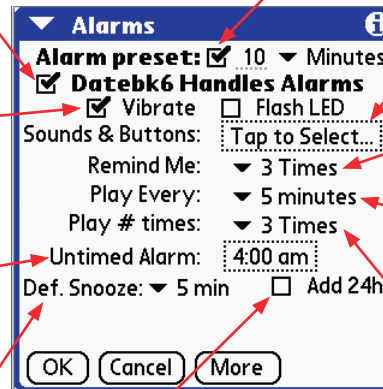 Alarms i
Alarm preset: 10 Minutes
Datebk6 Handles Alarms
Vibrate Flash LED
Sounds & Buttons: Tap to Select...
Remind Me: 3 Times
Play Every: 5 minutes
Play # times: 3 Times
Untimed Alarm: 4:00 am
Def. Snooze: 5 min Add 24h
OK Cancel More